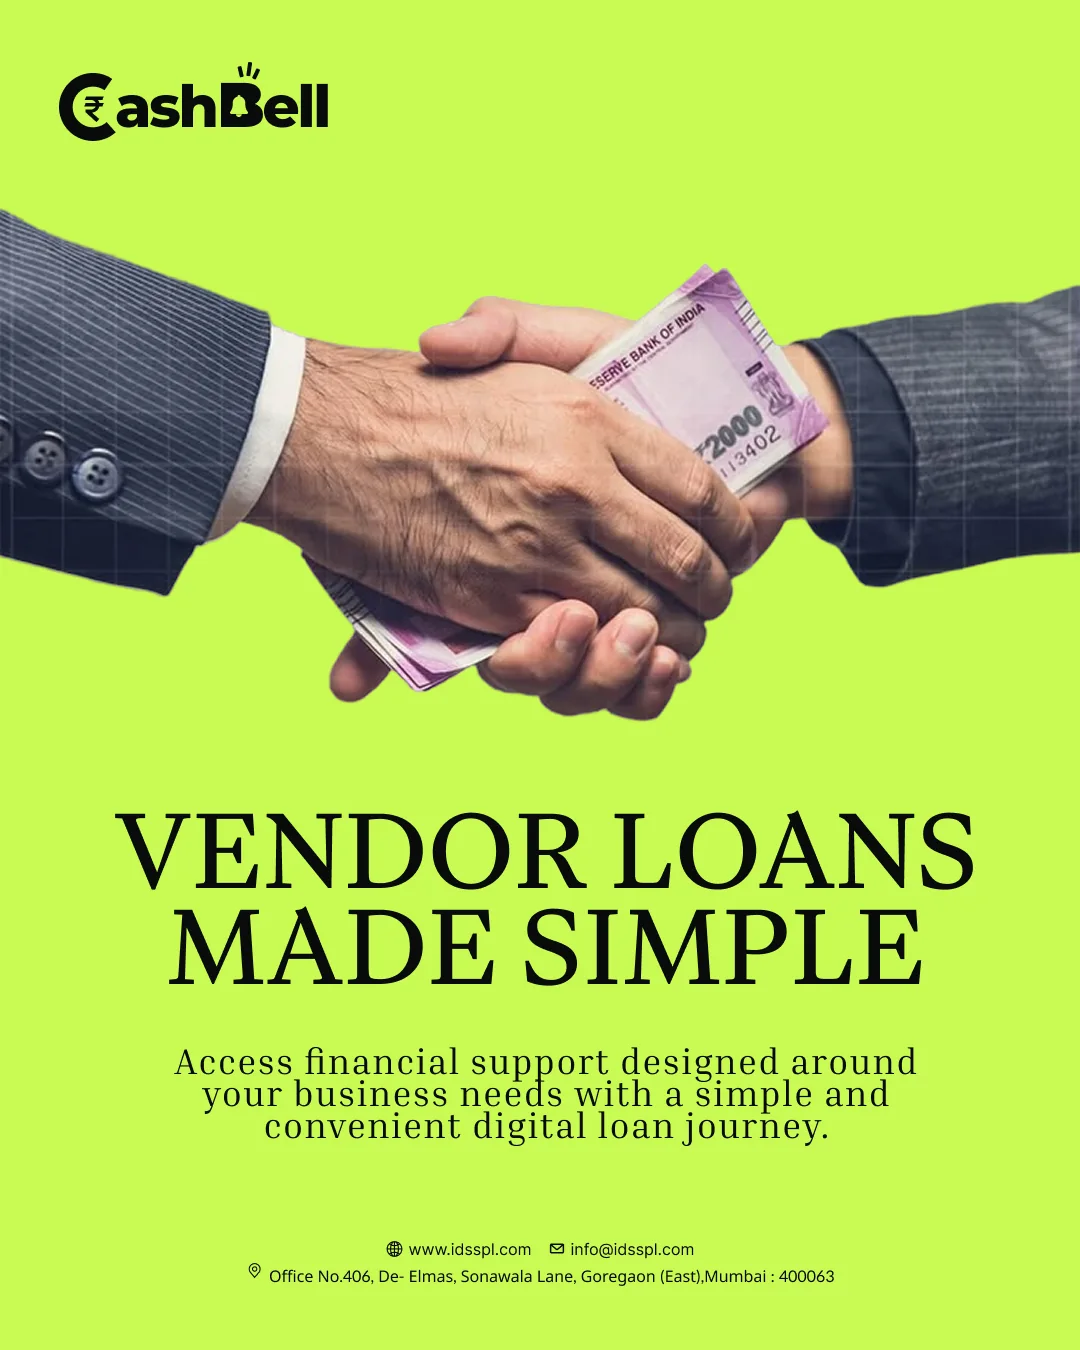 ₹ashBell
RESERVE BANK OF INDIA
₹2000
113402
VENDOR LOANS
MADE SIMPLE
Access financial support designed around
your business needs with a simple and
convenient digital loan journey.
www.idsspl.com info@idsspl.com
Office No.406, De- Elmas, Sonawala Lane, Goregaon (East),Mumbai : 400063